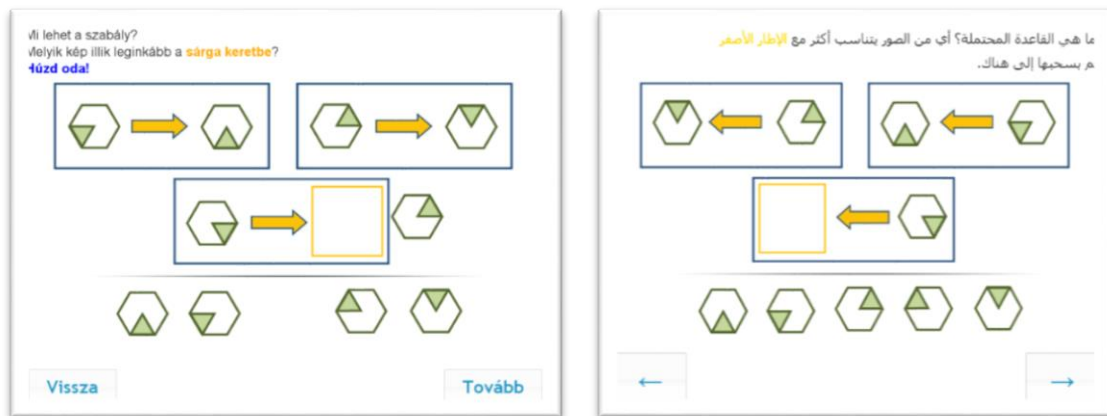 Mi lehet a szabály?
Melyik kép illik leginkább a sárga keretbe?
Húzd oda!
Vissza
Tovább
ما هي القاعدة المحتملة؟ أي من الصور يتناسب أكثر مع الإطار الأصفر
قم بسحبها إلى هناك.
←
→